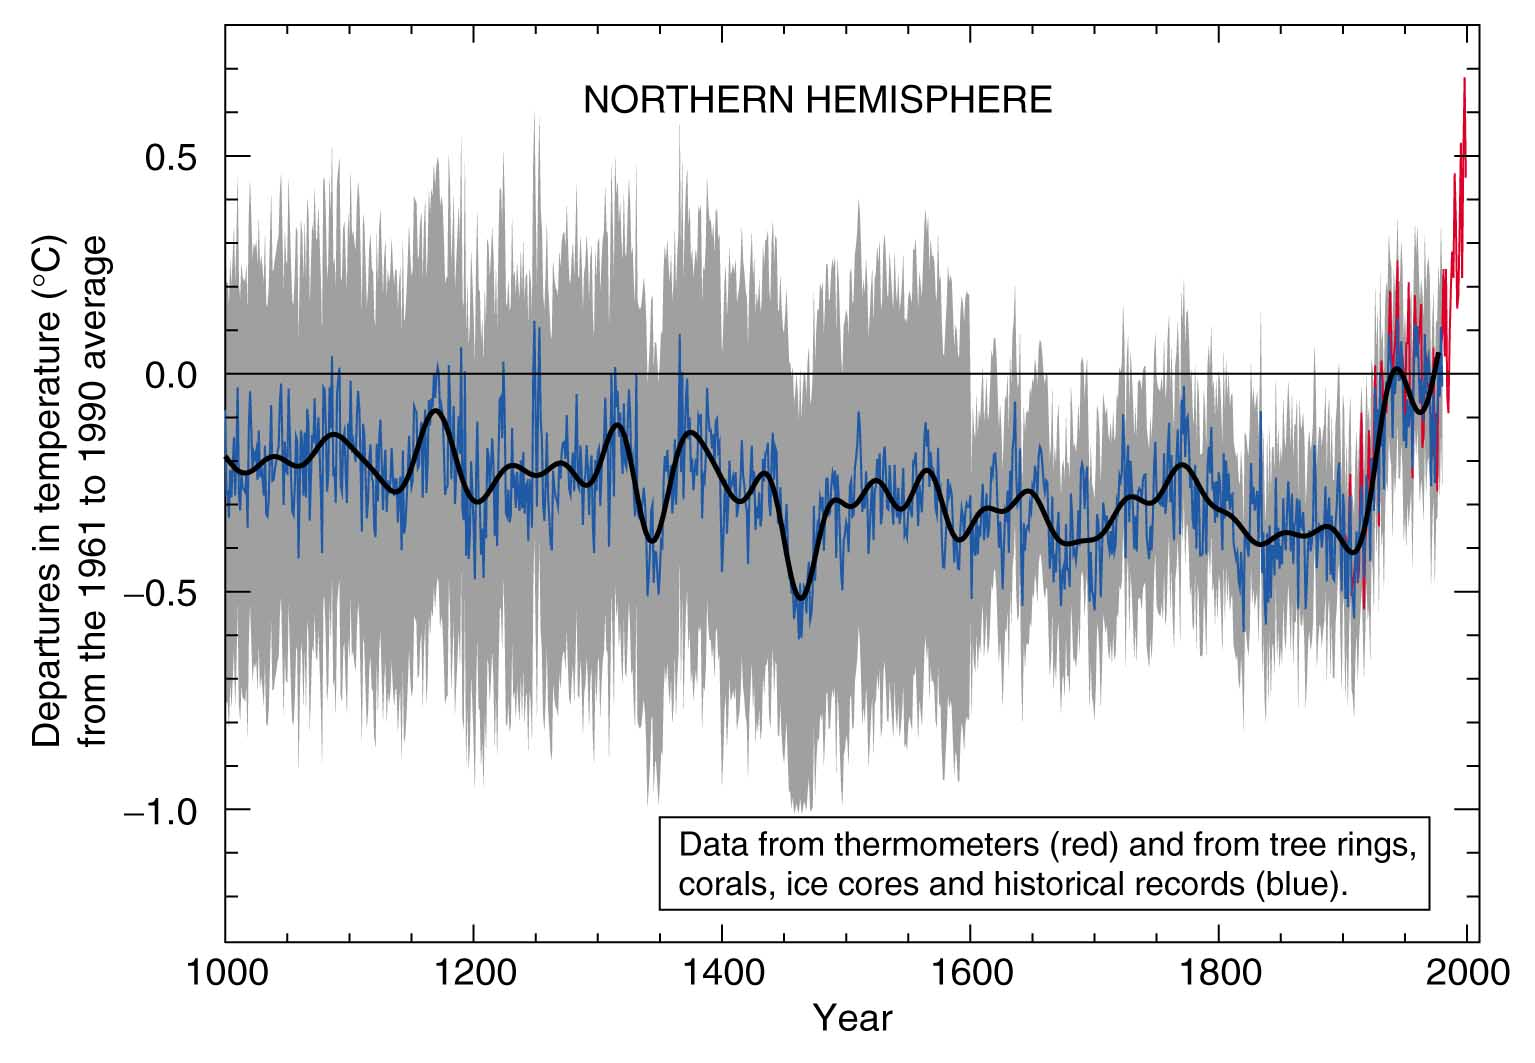 NORTHERN HEMISPHERE
Departures in temperature (°C)
from the 1961 to 1990 average
0.5
0.0
−0.5
−1.0
Data from thermometers (red) and from tree rings,
corals, ice cores and historical records (blue).
1000 1200 1400 1600 1800 2000
Year